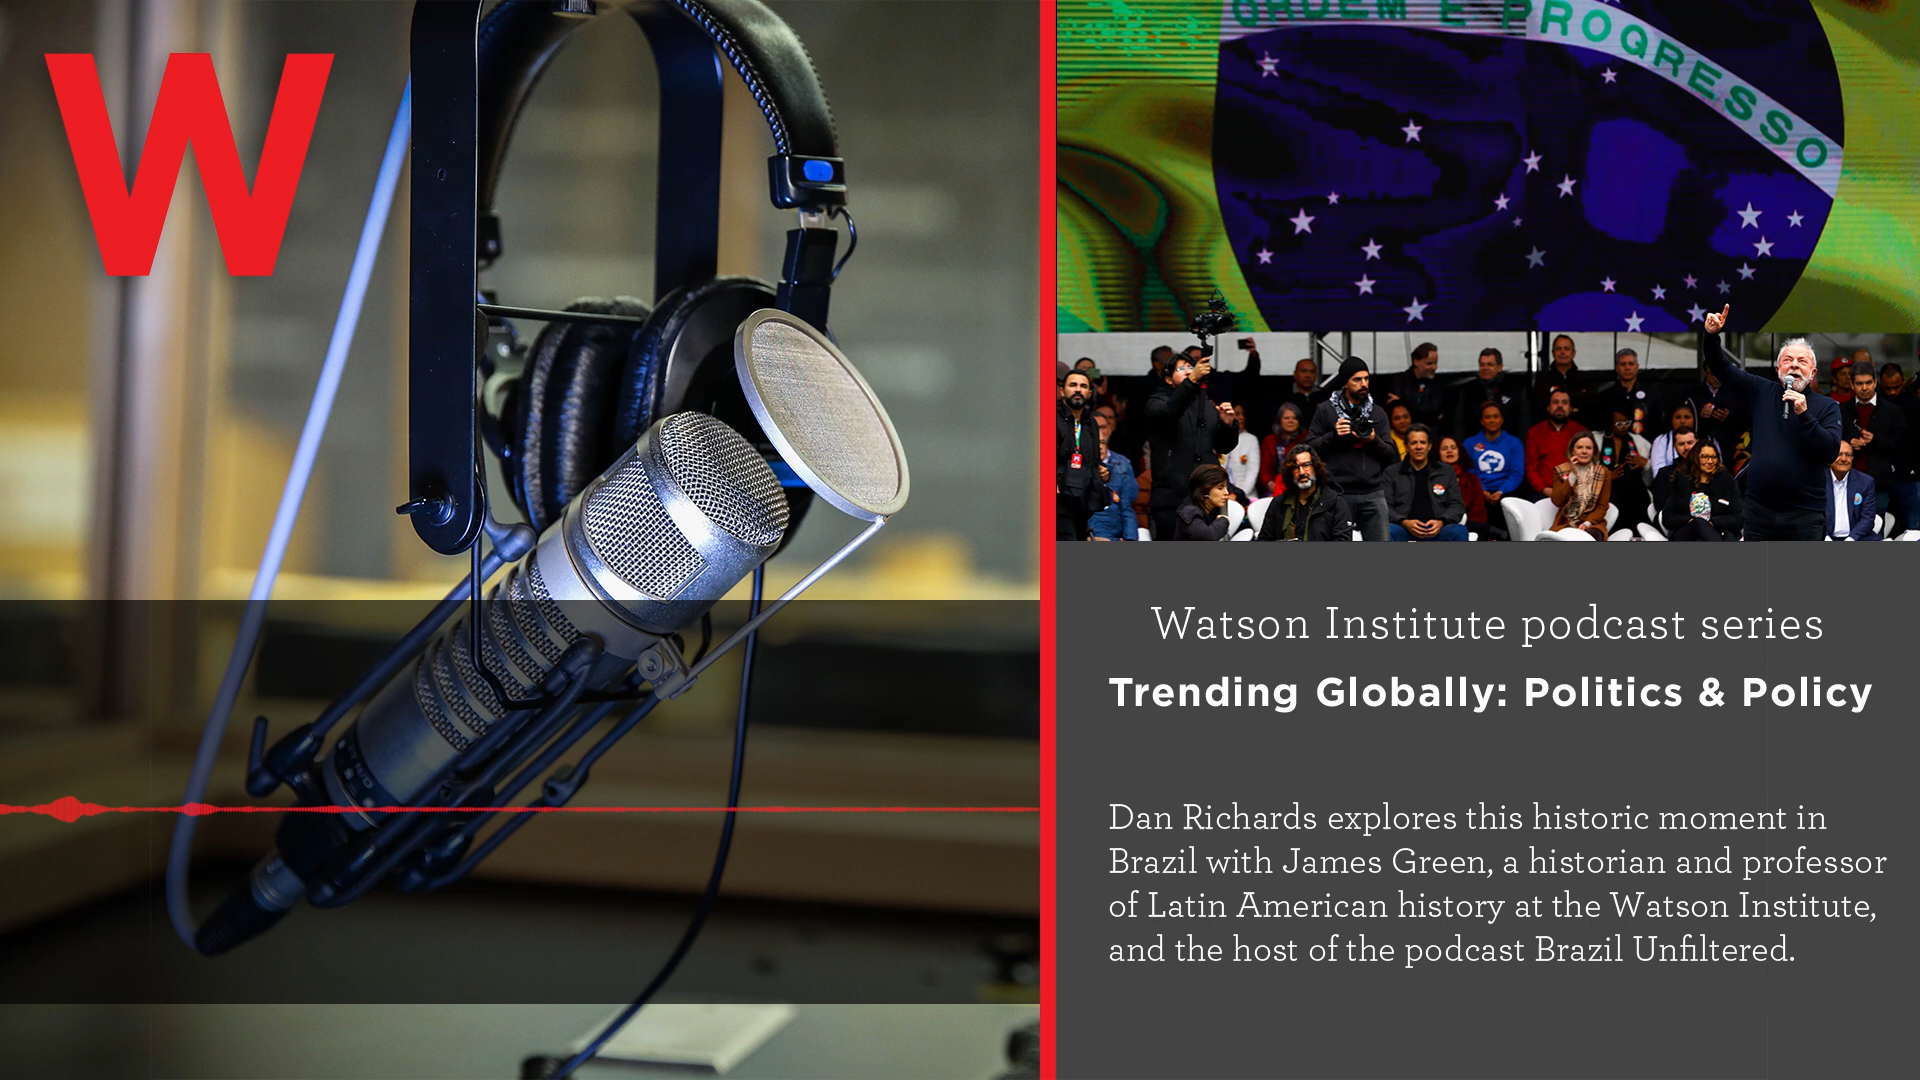 W
ORDEM E PROGRESSO
Watson Institute podcast series
Trending Globally: Politics & Policy
Dan Richards explores this historic moment in
Brazil with James Green, a historian and professor
of Latin American history at the Watson Institute,
and the host of the podcast Brazil Unfiltered.